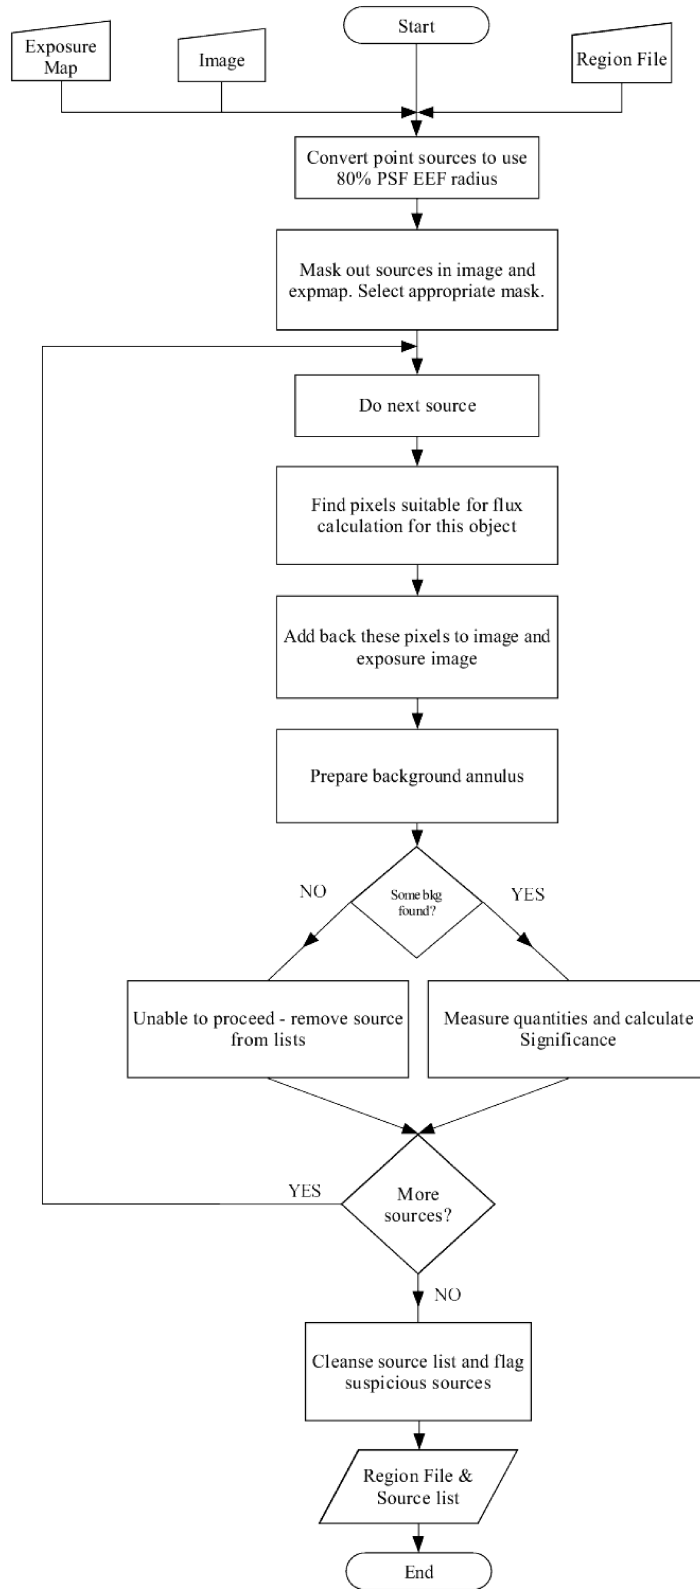 Start
Exposure
Map
Image
Region File
Convert point sources to use
80% PSF EEF radius
Mask out sources in image and
expmap. Select appropriate mask.
Do next source
Find pixels suitable for flux
calculation for this object
Add back these pixels to image and
exposure image
Prepare background annulus
Some bkg
found?
NO
YES
Unable to proceed - remove source
from lists
Measure quantities and calculate
Significance
More
sources?
YES
NO
Cleanse source list and flag
suspicious sources
Region File &
Source list
End